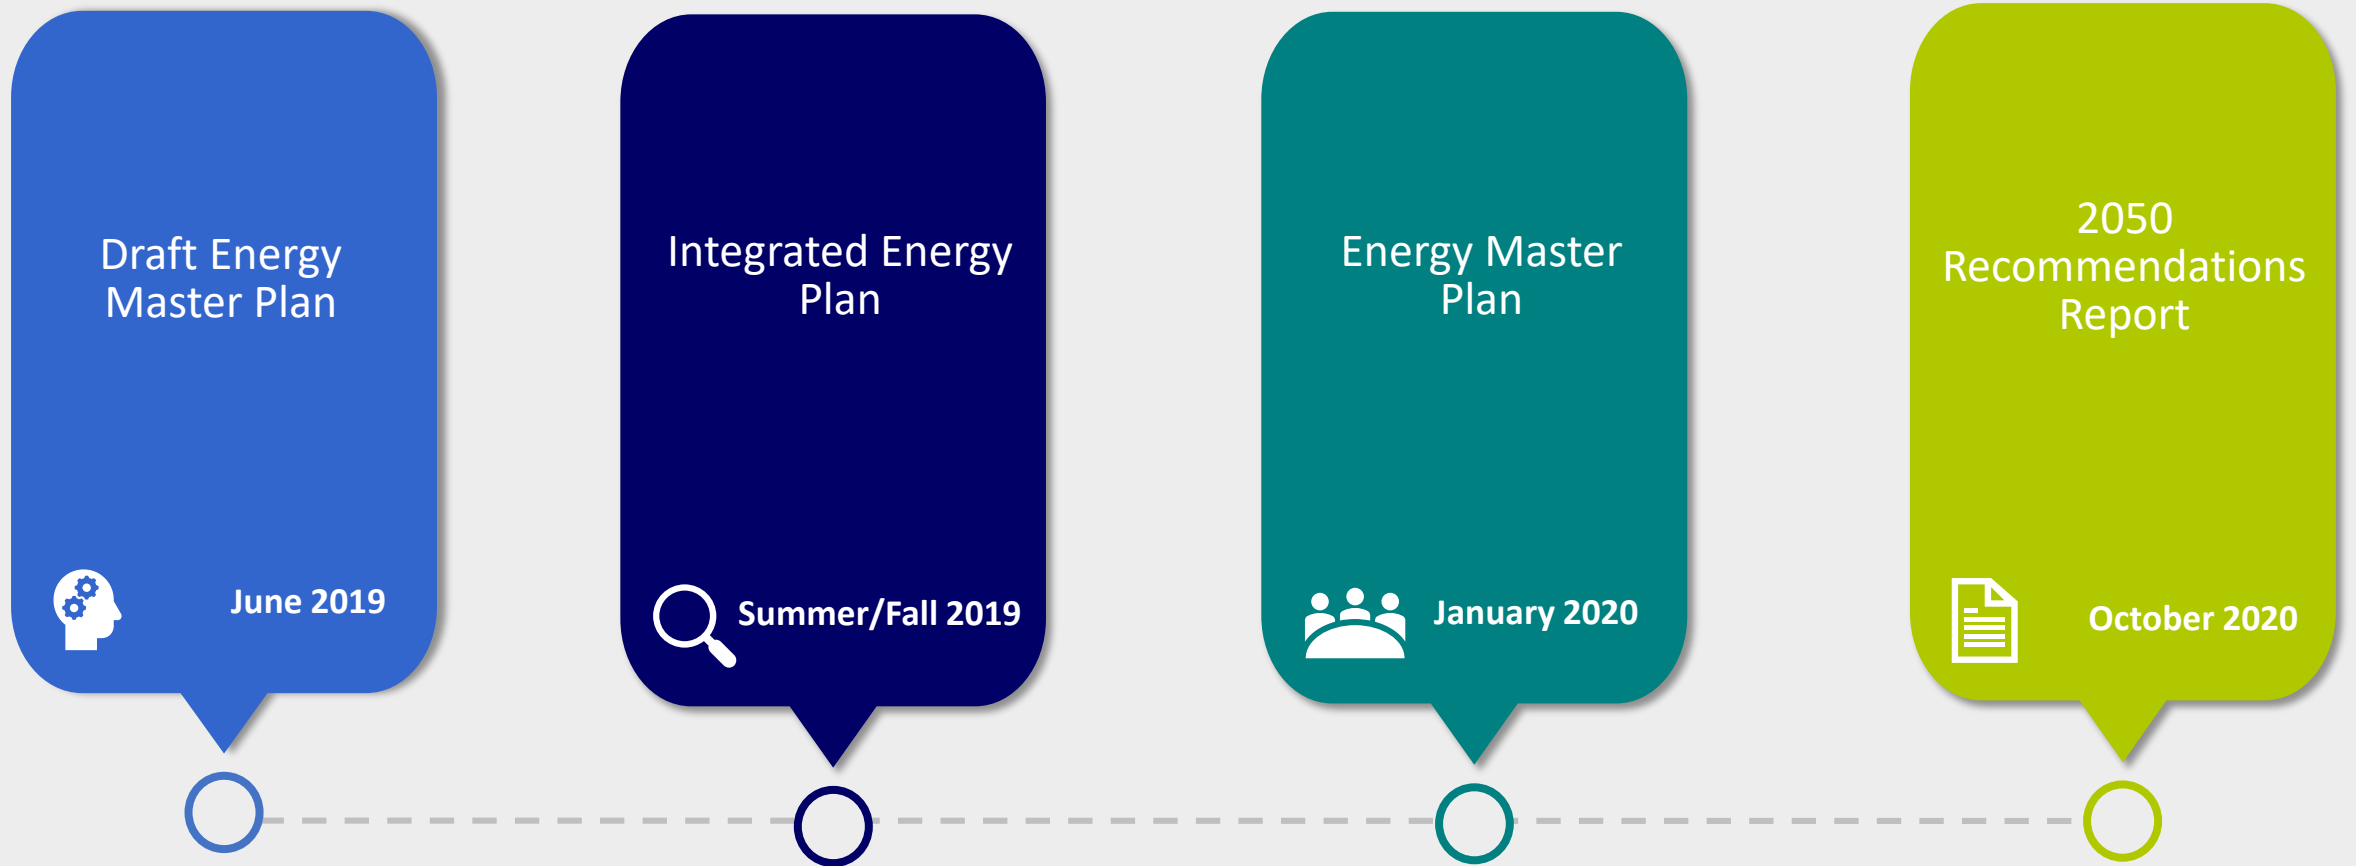 Draft Energy
Master Plan
June 2019
Integrated Energy
Plan
Summer/Fall 2019
Energy Master
Plan
January 2020
2050
Recommendations
Report
October 2020